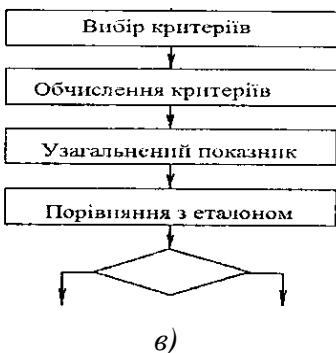 Вибір критеріїв
Обчислення критеріїв
Узагальнений показник
Порівняння з еталоном
в)